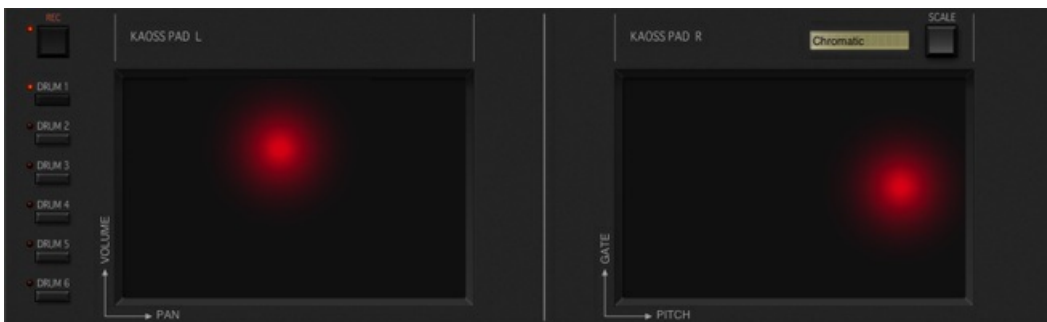 REC
KAOSS PAD L
DRUM 1
DRUM 2
DRUM 3
DRUM 4
DRUM 5
DRUM 6
VOLUME
PAN
KAOSS PAD R
Chromatic
SCALE
GATE
PITCH